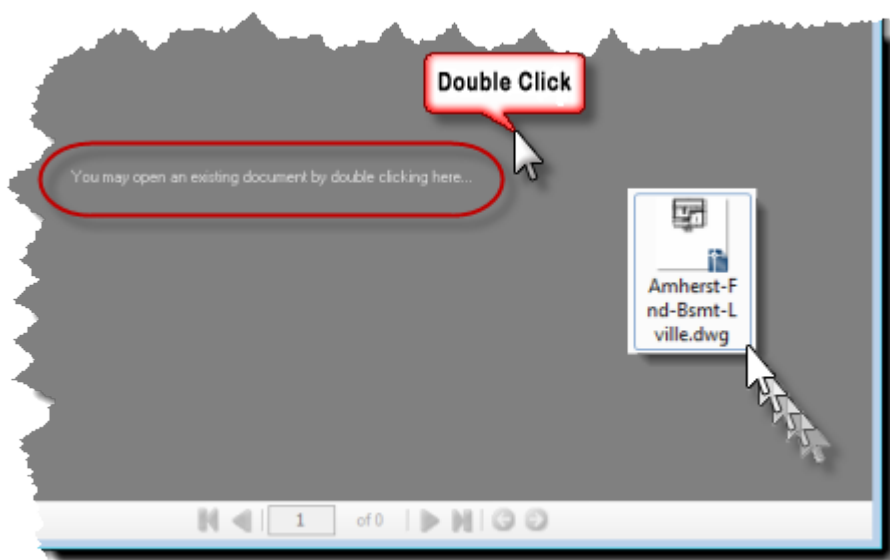 Double Click
You may open an existing document by double clicking here...
Amherst-F
nd-Bsmt-L
ville.dwg
1 of 0